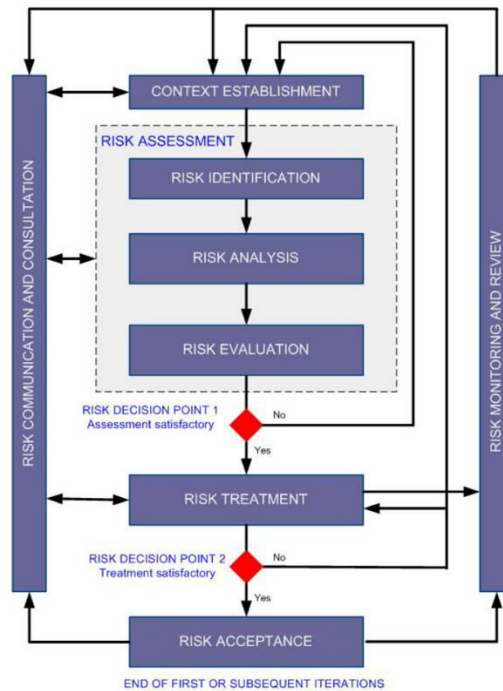 CONTEXT ESTABLISHMENT
RISK ASSESSMENT
RISK IDENTIFICATION
RISK ANALYSIS
RISK EVALUATION
RISK DECISION POINT 1
Assessment satisfactory
No
Yes
RISK TREATMENT
RISK DECISION POINT 2
Treatment satisfactory
No
Yes
RISK ACCEPTANCE
END OF FIRST OR SUBSEQUENT ITERATIONS
RISK COMMUNICATION AND CONSULTATION
RISK MONITORING AND REVIEW